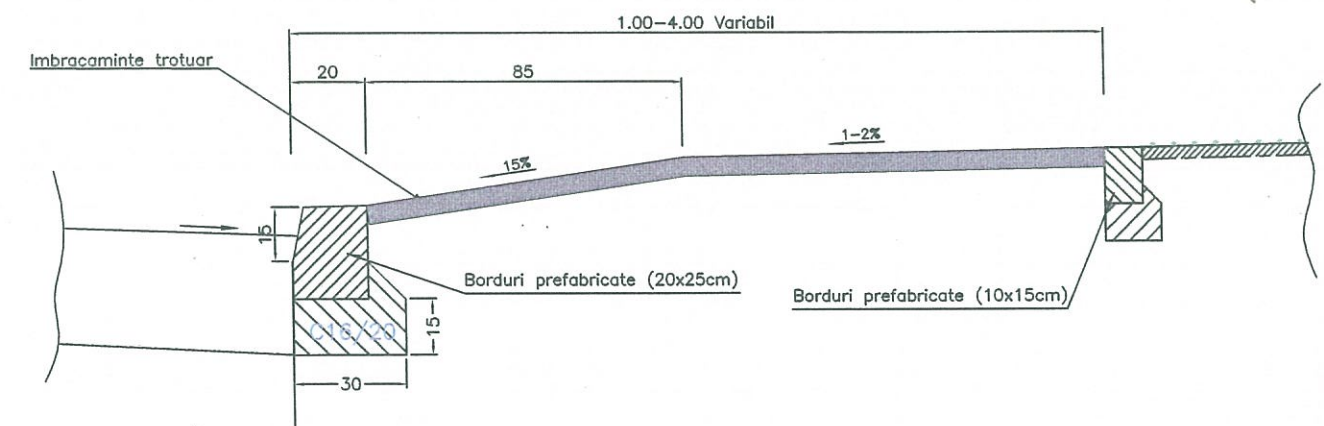 1.00-4.00 Variabil
Imbracaminte trotuar
20
85
15%
1-2%
15
Borduri prefabricate (20x25cm)
Borduri prefabricate (10x15cm)
C16/20
15
30